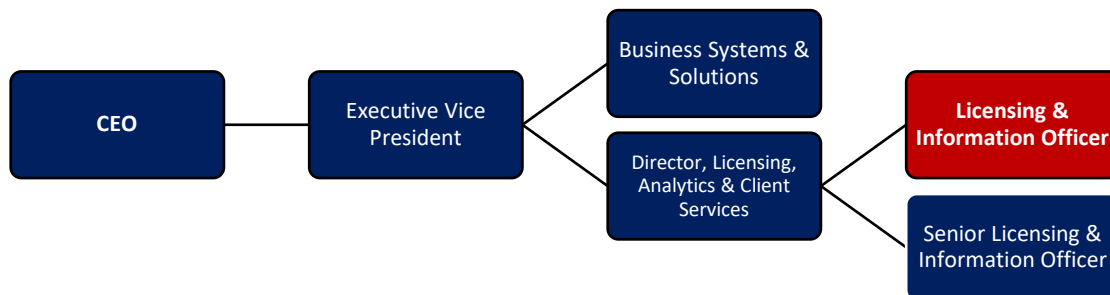 CEO
Executive Vice
President
Business Systems &
Solutions
Director, Licensing,
Analytics & Client
Services
Licensing &
Information Officer
Senior Licensing &
Information Officer